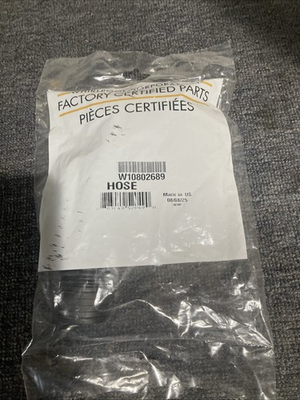 FACTORY CERTIFIED PARTS
PIÈCES CERTIFIÉES
W10802689
HOSE
Made in US